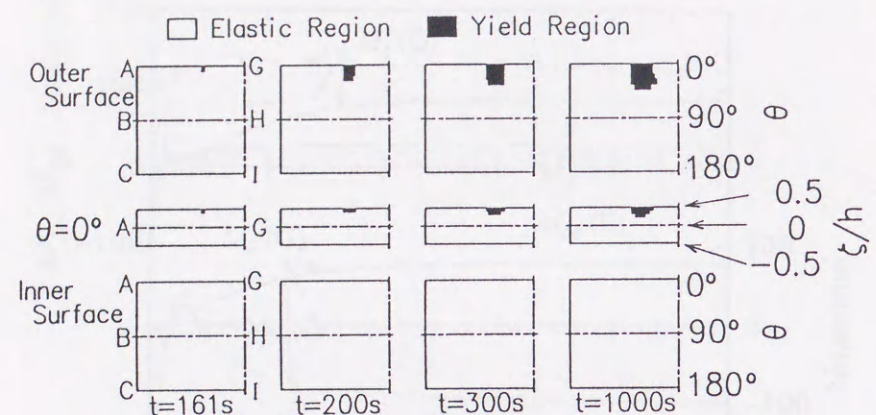 Elastic Region Yield Region
Outer Surface A G 0°
B H 90° θ
C I 180°
θ=0° A G 0.5
0 ζ/h
-0.5
Inner Surface A G 0°
B H 90° θ
C I 180°
t=161s t=200s t=300s t=1000s